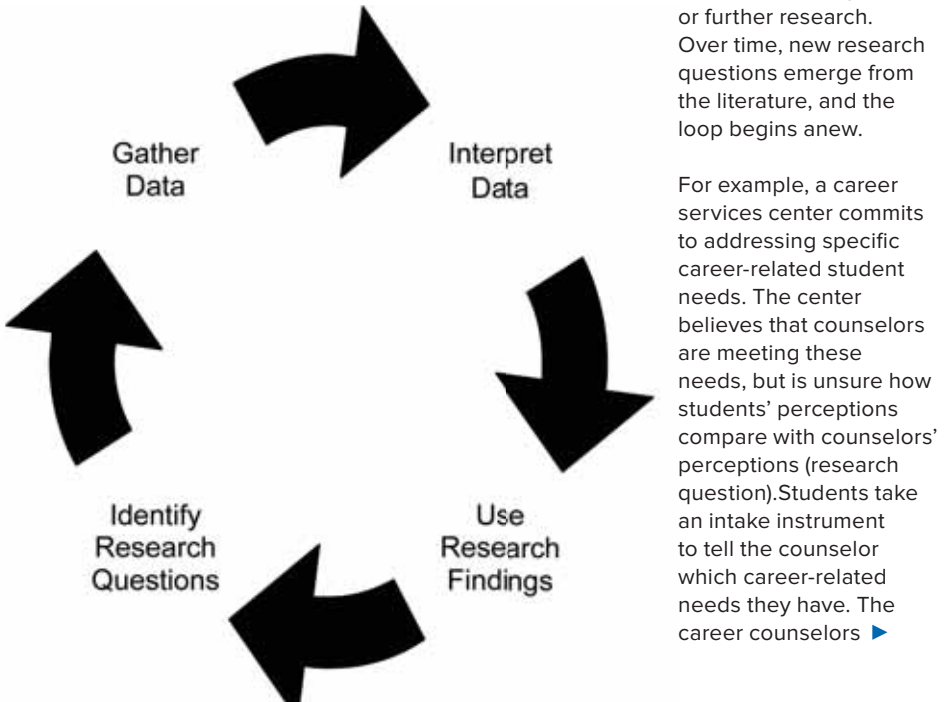 Gather
Data
Interpret
Data
Use
Research
Findings
Identify
Research
Questions
or further research.
Over time, new research
questions emerge from
the literature, and the
loop begins anew.
For example, a career
services center commits
to addressing specific
career-related student
needs. The center
believes that counselors
are meeting these
needs, but is unsure how
students’ perceptions
compare with counselors’
perceptions (research
question).Students take
an intake instrument
to tell the counselor
which career-related
needs they have. The
career counselors ►